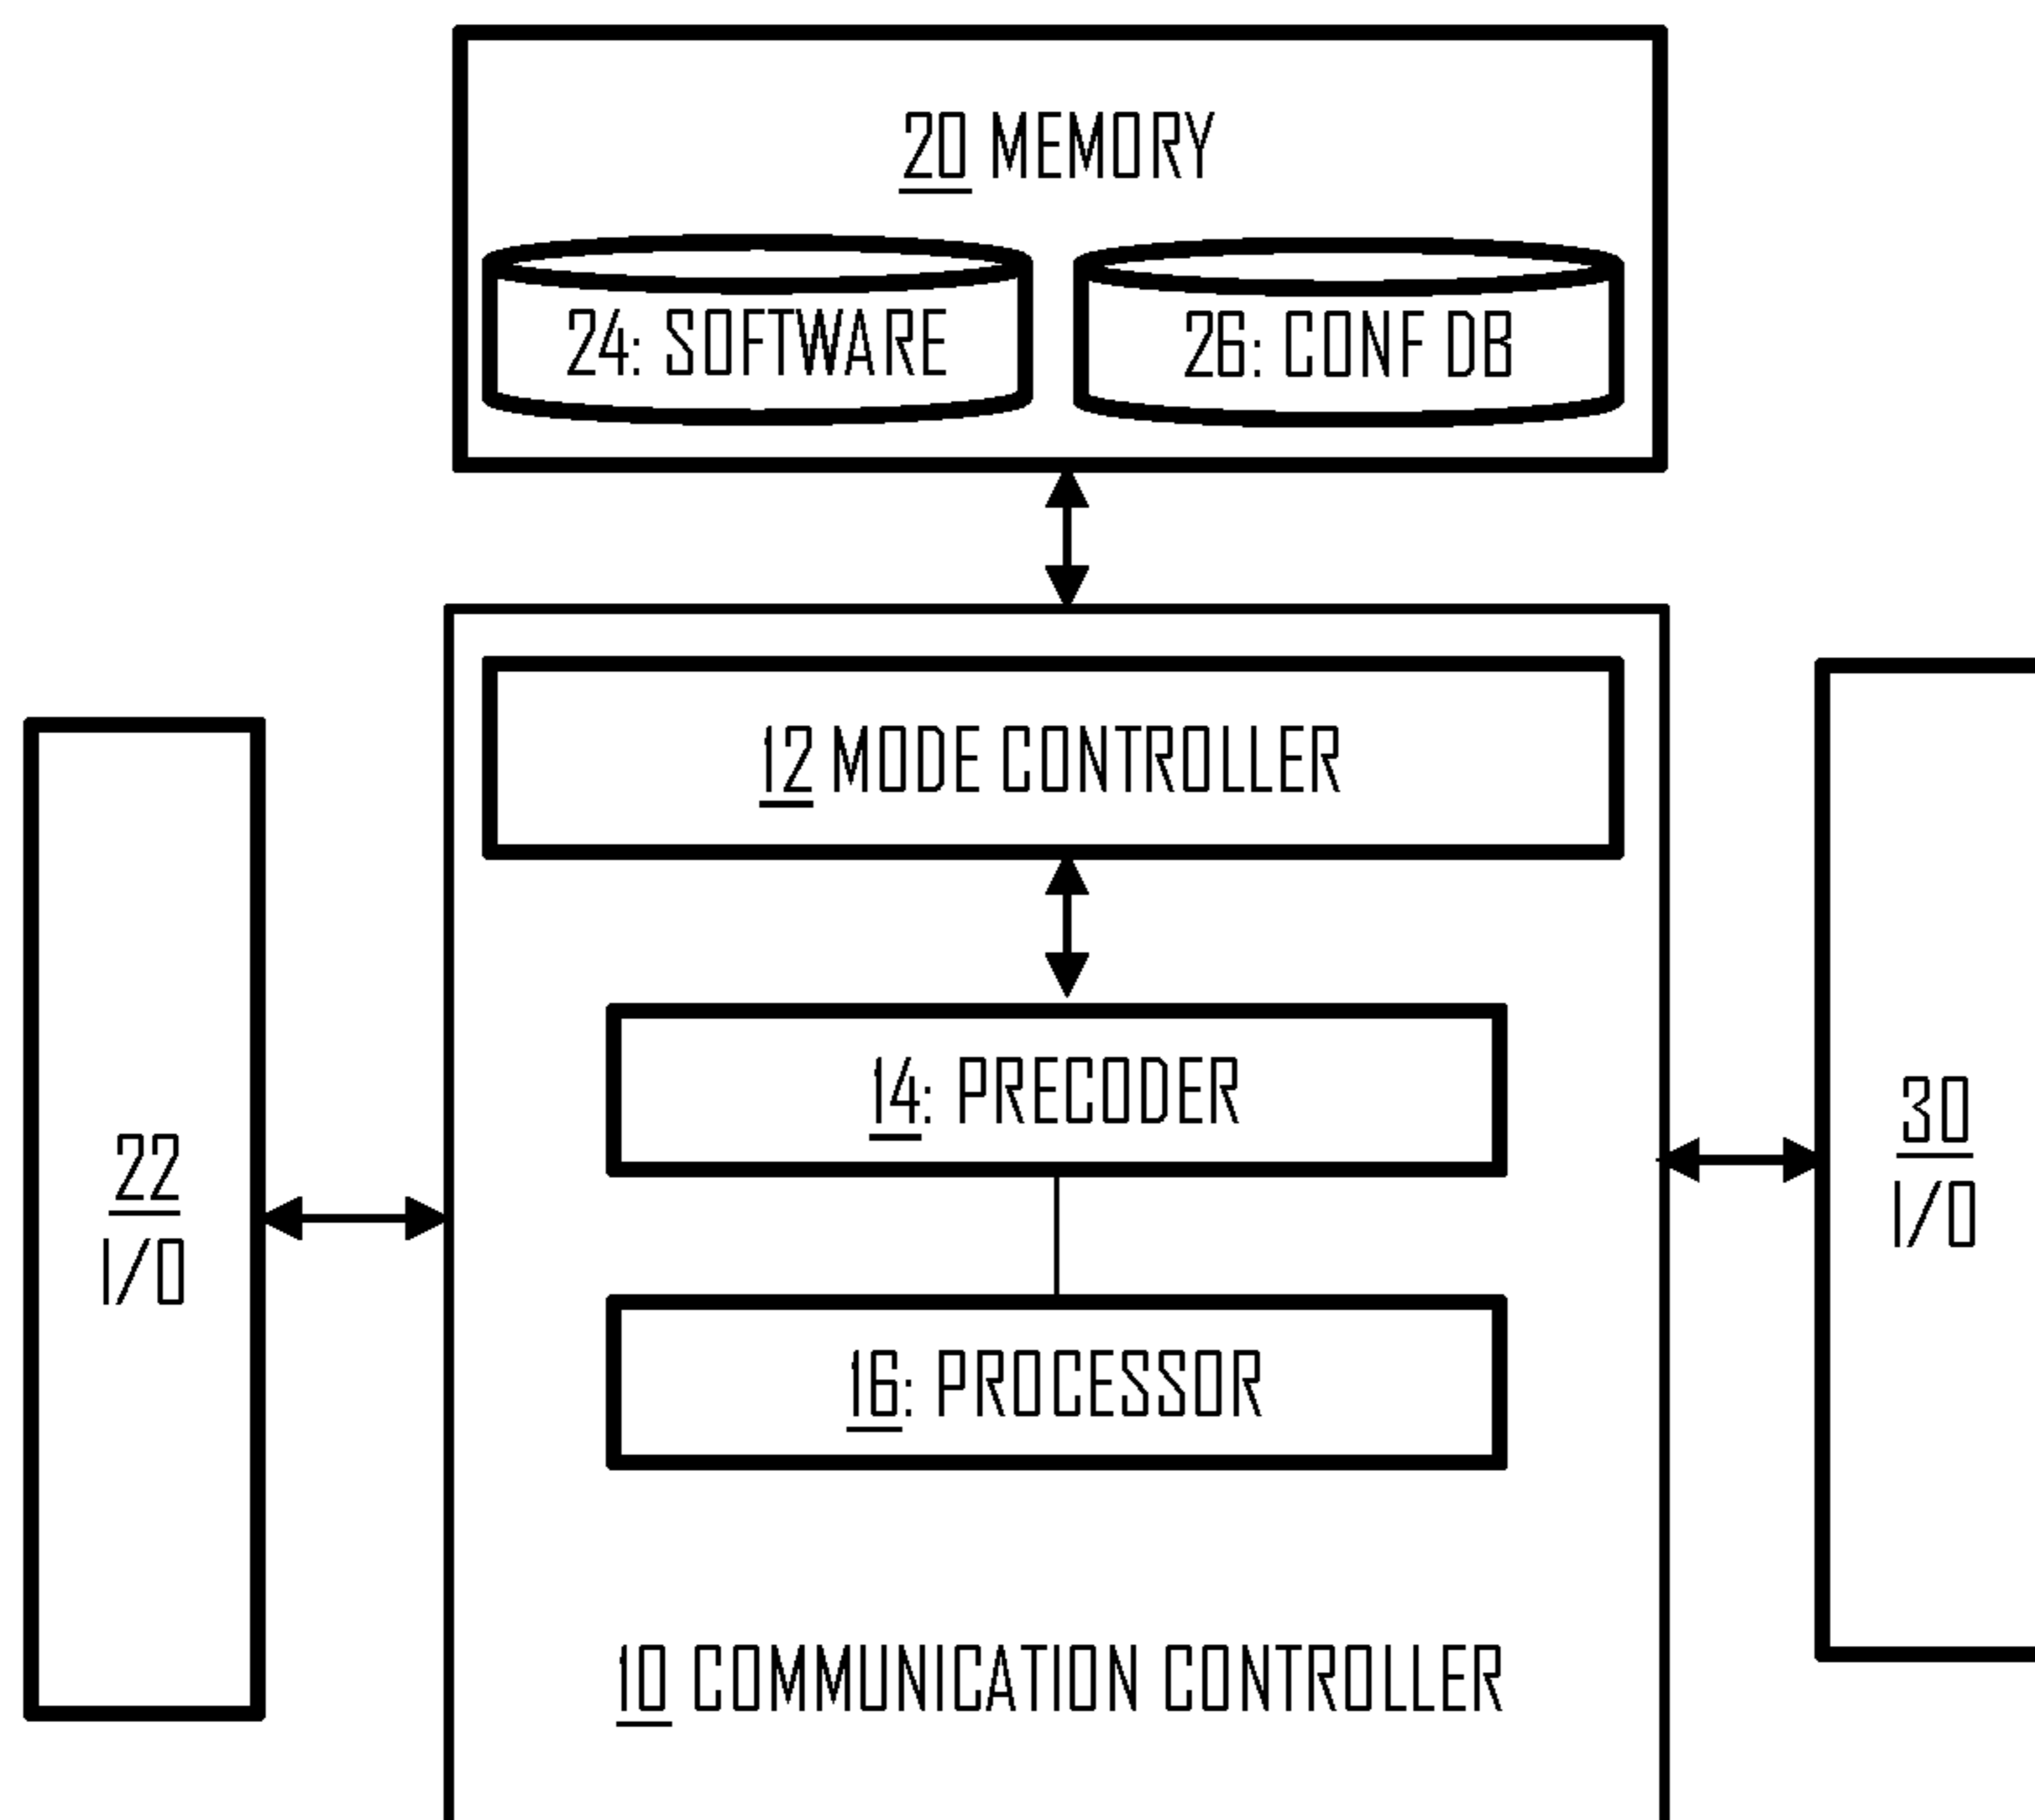 20 MEMORY
24: SOFTWARE
26: CONF DB
12 MODE CONTROLLER
14: PRECODER
22
I/O
30
I/O
16: PROCESSOR
10 COMMUNICATION CONTROLLER